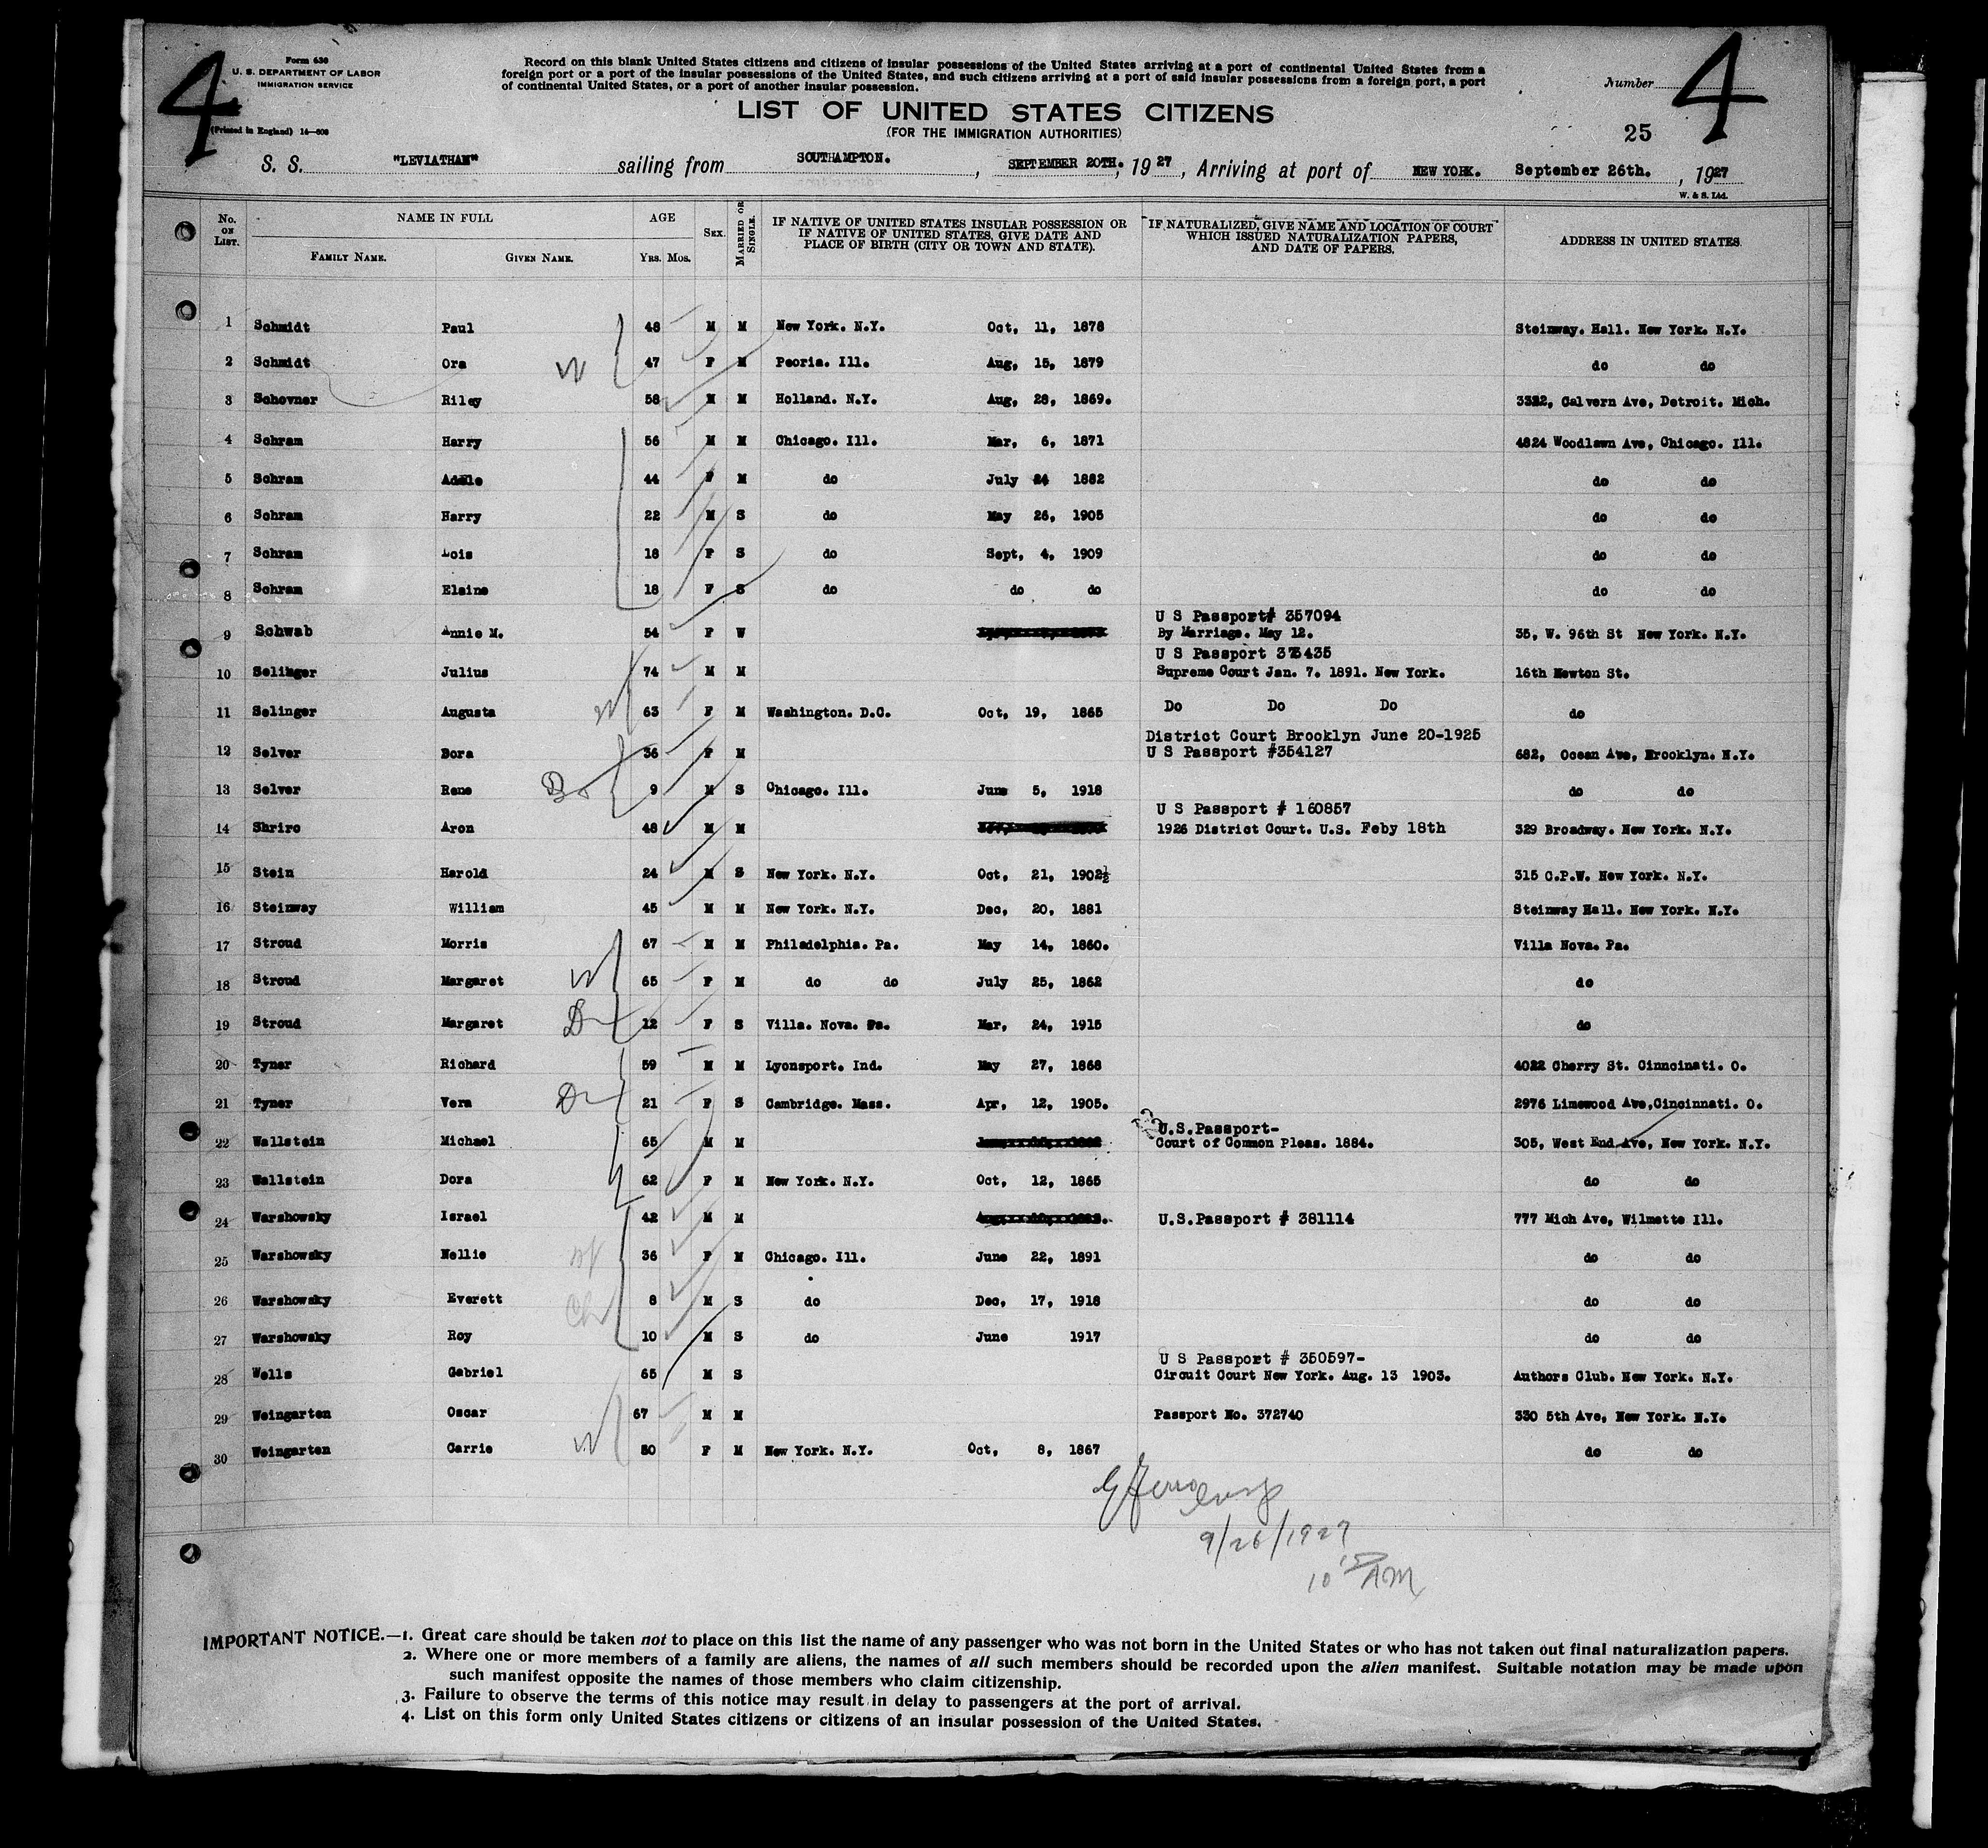 4
Form 630
U. S. DEPARTMENT OF LABOR
IMMIGRATION SERVICE
(Printed in England) 14—606
Record on this blank United States citizens and citizens of insular possessions of the United States arriving at a port of continental United States from a
foreign port or a port of the insular possessions of the United States, and such citizens arriving at a port of said insular possessions from a foreign port, a port
of continental United States, or a port of another insular possession.
Number 4
LIST OF UNITED STATES CITIZENS
(FOR THE IMMIGRATION AUTHORITIES)
25
S. S. "LEVIATHAN" sailing from SOUTHAMPTON. , SEPTEMBER 20TH. , 1927 , Arriving at port of NEW YORK. September 26th. , 1927
W. & S. Ltd.
No. ON LIST. NAME IN FULL AGE SEX. MARRIED OR SINGLE. IF NATIVE OF UNITED STATES INSULAR POSSESSION OR IF NATIVE OF UNITED STATES, GIVE DATE AND PLACE OF BIRTH (CITY OR TOWN AND STATE). IF NATURALIZED, GIVE NAME AND LOCATION OF COURT WHICH ISSUED NATURALIZATION PAPERS, AND DATE OF PAPERS. ADDRESS IN UNITED STATES.
FAMILY NAME. GIVEN NAME. YRS. MOS.
1 Schmidt Paul 48 M M New York. N.Y. Oct, 11, 1878 Steinway. Hall. New York. N.Y.
2 Schmidt Ora W 47 F M Peoria. Ill. Aug, 15, 1879 do do
3 Schovner Riley 58 M M Holland. N.Y. Aug, 28, 1869. 3322, Calvern Ave, Detroit. Mich.
4 Schram Harry 56 M M Chicago. Ill. Mar, 6, 1871 4824 Woodlawn Ave, Chicago. Ill.
5 Schram Adele 44 F M do July 24 1882 do do
6 Schram Harry 22 M S do May 26, 1905 do do
7 Schram Lois 18 F S do Sept, 4, 1909 do do
8 Schram Elaine 18 F S do do do do do
U S Passport# 357094
9 Schwab Annie M. 54 F W By Marriage. May 12. 35, W. 96th St New York. N.Y.
U S Passport 373435
10 Selinger Julius 74 M M Supreme Court Jan. 7. 1891. New York. 16th Newton St.
11 Selinger Augusta W 63 F M Washington. D.C. Oct, 19, 1865 Do Do Do do
District Court Brooklyn June 20-1925
12 Selver Dora 36 F M U S Passport #354127 682, Ocean Ave, Brooklyn. N.Y.
13 Selver Rene 9 M S Chicago. Ill. June 5, 1918 do do
U S Passport # 160857
14 Shriro Aron 48 M M 1926 District Court. U.S. Feby 18th 329 Broadway. New York. N.Y.
15 Stein Harold 24 M S New York. N.Y. Oct, 21, 1902½ 315 C.P.W. New York. N.Y.
16 Steinway William 45 M M New York. N.Y. Dec, 20, 1881 Steinway Hall. New York. N.Y.
17 Stroud Morris 67 M M Philadelphia. Pa. May 14, 1860. Villa Nova. Pa.
18 Stroud Margaret W 65 F M do do July 25, 1862 do
19 Stroud Margaret D 12 F S Villa. Nova. Pa. Mar, 24, 1915 do
20 Tyner Richard 59 M M Lyonsport. Ind. May 27, 1868 4022 Cherry St. Cinncinati. O.
21 Tyner Vera D 21 F S Cambridge. Mass. Apr, 12, 1905. 2976 Limewood Ave,Cincinnati. O.
U.S.Passport-
22 Wallstein Michael 65 M M Court of Common Pleas. 1884. 305, West End Ave, New York. N.Y.
23 Wallstein Dora 62 F M New York. N.Y. Oct, 12, 1865 do do
24 Warshowsky Israel 42 M M U.S.Passport # 381114 777 Mich Ave, Wilmette Ill.
25 Warshowsky Nellie W 36 F M Chicago. Ill. June 22, 1891 do do
26 Warshowsky Everett Ch 8 M S do Dec, 17, 1918 do do
27 Warshowsky Roy 10 M S do June 1917 do do
U S Passport # 350597-
28 Wells Gabriel 65 M S Circuit Court New York. Aug. 13 1903. Authors Club. New York. N.Y.
29 Weingarten Oscar 67 M M Passport No. 372740 330 5th Ave, New York. N.Y.
30 Weingarten Carrie W 50 F M New York. N.Y. Oct, 8, 1867 do do
9/26/1927
10 15 AM
IMPORTANT NOTICE.—1. Great care should be taken not to place on this list the name of any passenger who was not born in the United States or who has not taken out final naturalization papers.
2. Where one or more members of a family are aliens, the names of all such members should be recorded upon the alien manifest. Suitable notation may be made upon
such manifest opposite the names of those members who claim citizenship.
3. Failure to observe the terms of this notice may result in delay to passengers at the port of arrival.
4. List on this form only United States citizens or citizens of an insular possession of the United States.